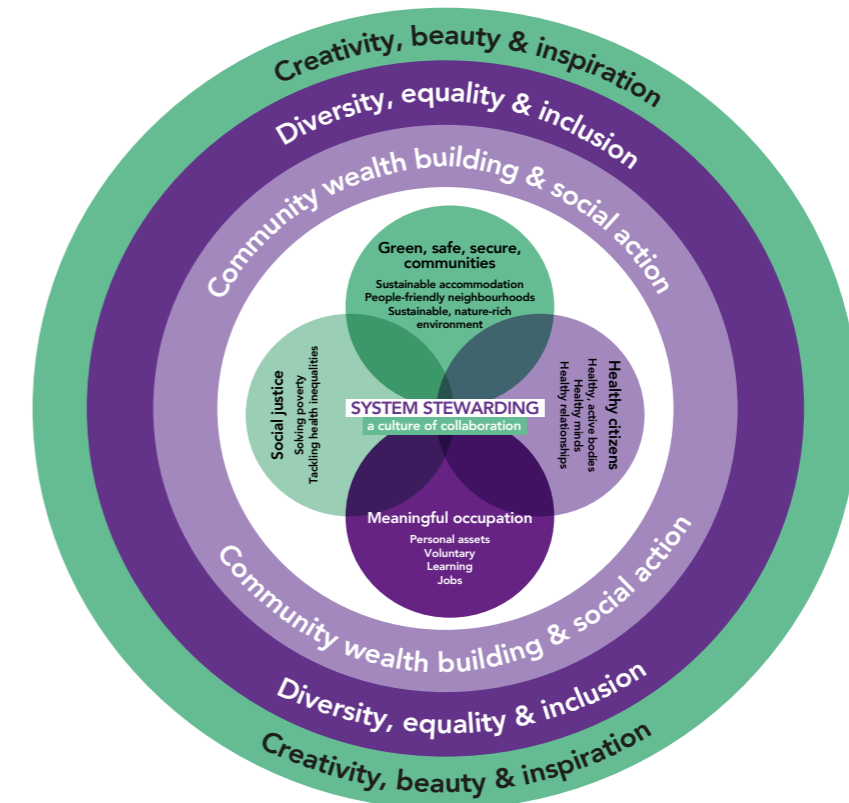 Creativity, beauty & inspiration
Diversity, equality & inclusion
Community wealth building & social action
Green, safe, secure,
communities
Sustainable accommodation
People-friendly neighbourhoods
Sustainable, nature-rich
environment
Social justice
Solving poverty
Tackling health inequalities
SYSTEM STEWARDING
a culture of collaboration
Healthy citizens
Healthy, active bodies
Healthy minds
Healthy relationships
Meaningful occupation
Personal assets
Voluntary
Learning
Jobs
Community wealth building & social action
Diversity, equality & inclusion
Creativity, beauty & inspiration